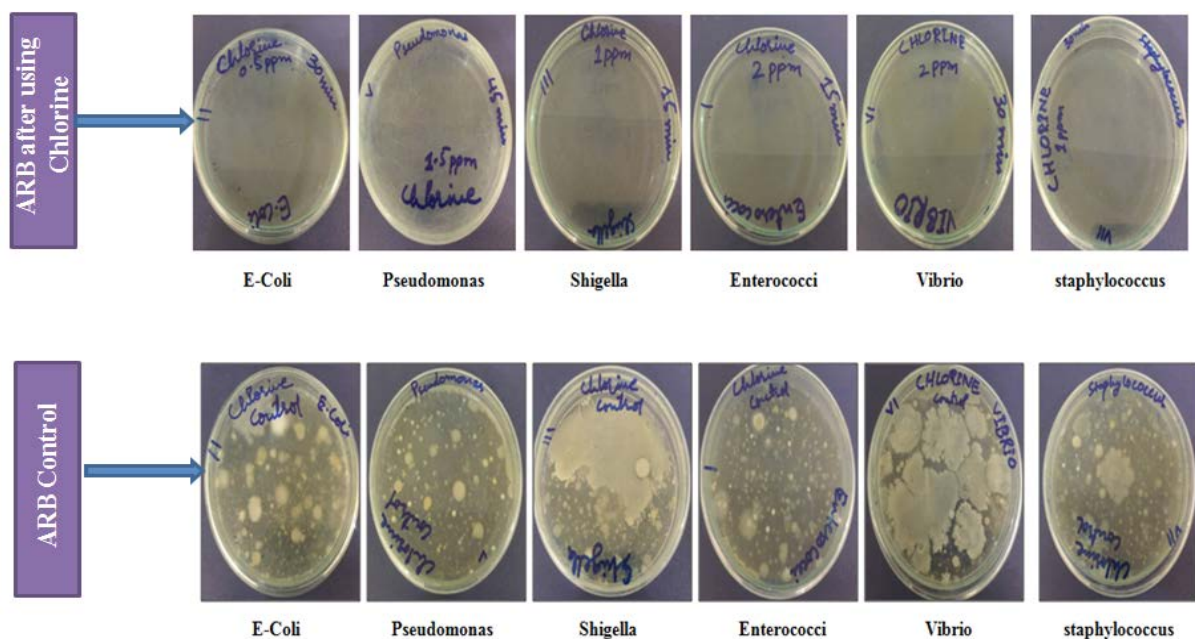 ARB after using
Chlorine
Chlorine
0.5ppm
30min
II
E-Coli
Pseudomonas
V
45 min
1.5ppm
Chlorine
Chlorine
1ppm
III
15 min
Shigella
Chlorine
2 ppm
I
15 min
Enterococci
CHLORINE
2 ppm
VI
30 min
VIBRIO
30 min
Staphylococcus
CHLORINE
1 ppm
VII
E-Coli
Pseudomonas
Shigella
Enterococci
Vibrio
staphylococcus
ARB Control
Chlorine
Control
E.Coli
II
Pseudomonas
Chlorine
Control
V
Chlorine
Control
III
Shigella
Chlorine
Control
I
Enterococci
CHLORINE
Control
VI
VIBRIO
Staphylococcus
VII
Chlorine
Control
E-Coli
Pseudomonas
Shigella
Enterococci
Vibrio
staphylococcus